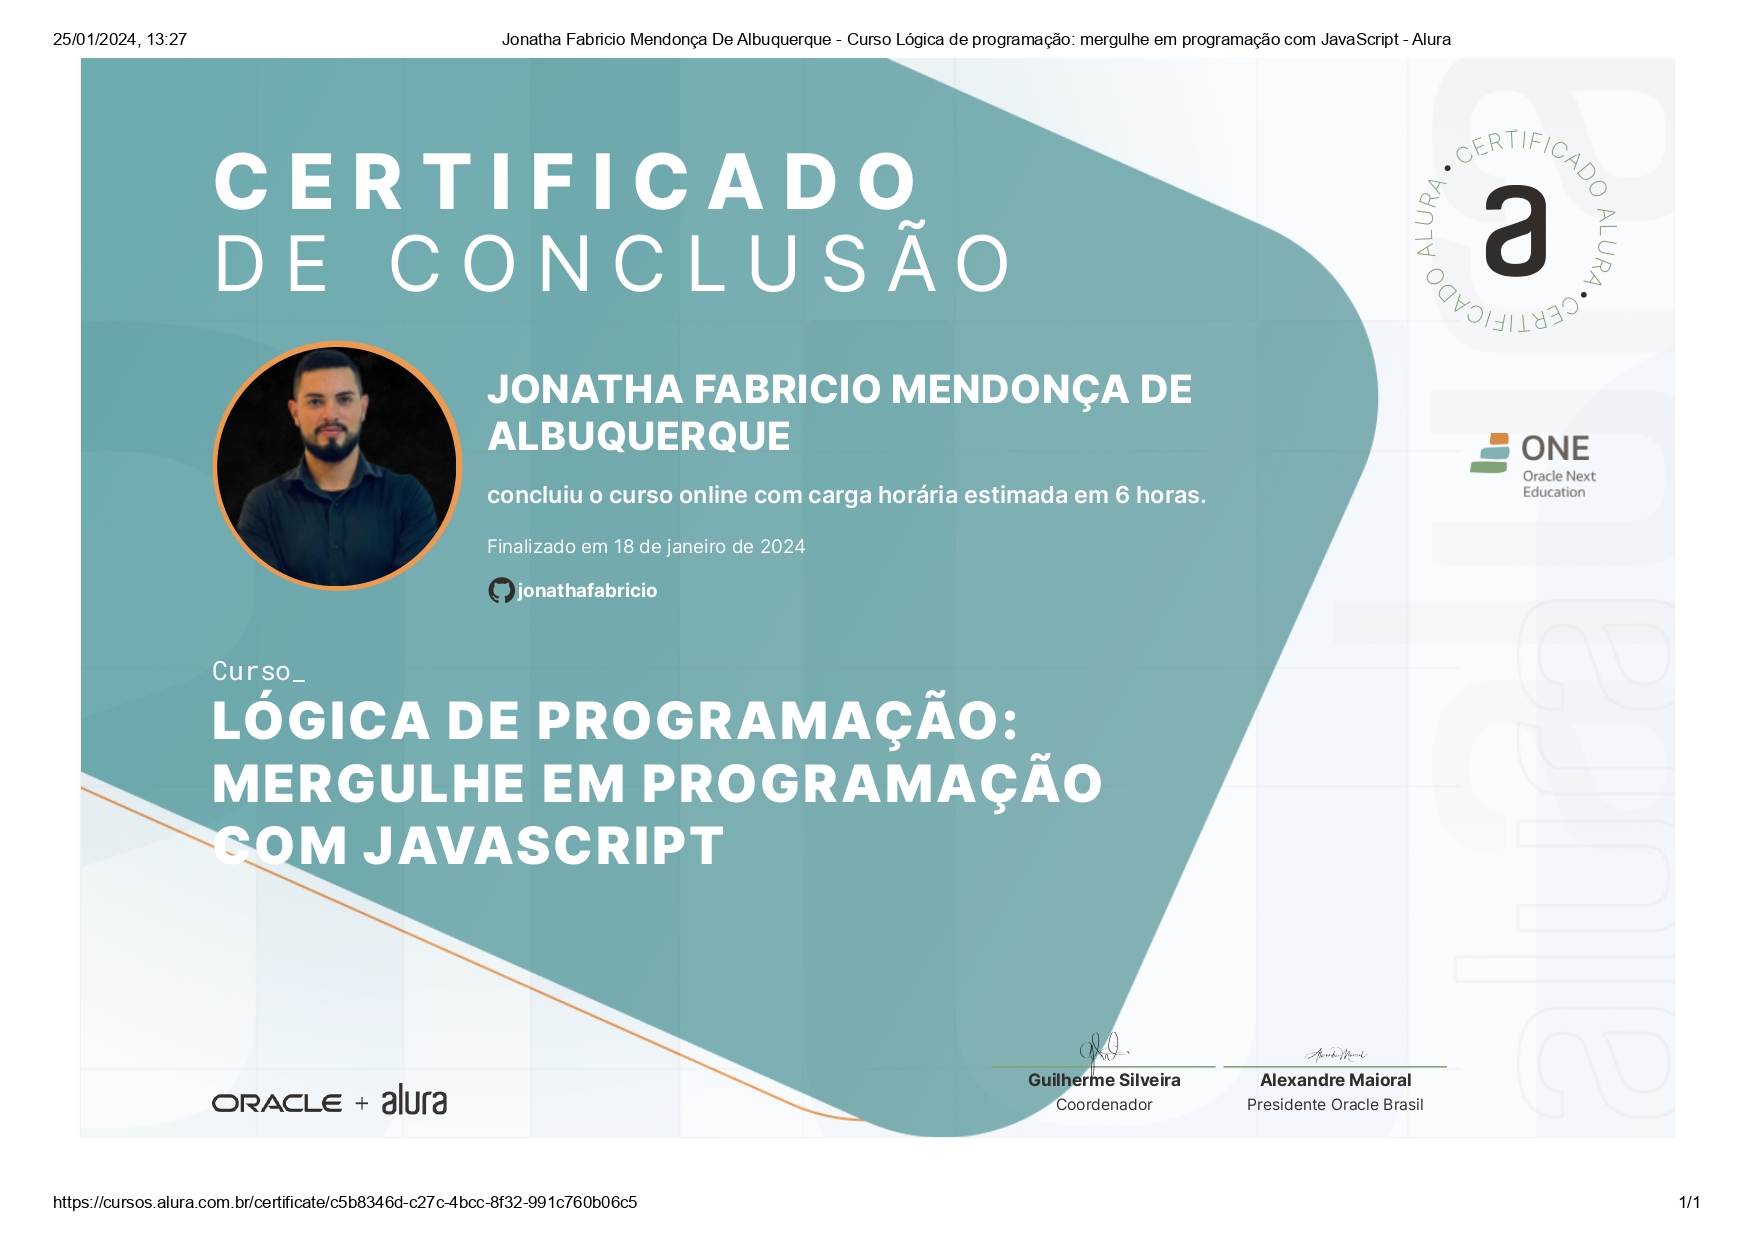 25/01/2024, 13:27
Jonatha Fabricio Mendonça De Albuquerque - Curso Lógica de programação: mergulhe em programação com JavaScript - Alura
CERTIFICADO
DE CONCLUSÃO
CERTIFICADO ALURA • CERTIFICADO ALURA •
a
JONATHA FABRICIO MENDONÇA DE
ALBUQUERQUE
concluiu o curso online com carga horária estimada em 6 horas.
Finalizado em 18 de janeiro de 2024
jonathafabricio
ONE
Oracle Next
Education
Curso_
LÓGICA DE PROGRAMAÇÃO:
MERGULHE EM PROGRAMAÇÃO
COM JAVASCRIPT
alura
alura
ORACLE + alura
Guilherme Silveira
Coordenador
Alexandre Maioral
Presidente Oracle Brasil
https://cursos.alura.com.br/certificate/c5b8346d-c27c-4bcc-8f32-991c760b06c5
1/1